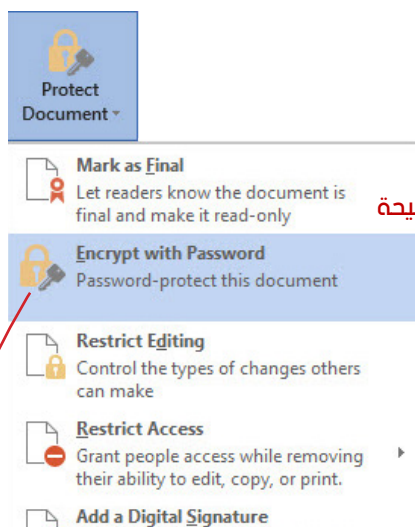 Protect
Document
Mark as Final
Let readers know the document is
final and make it read-only
Encrypt with Password
Password-protect this document
Restrict Editing
Control the types of changes others
can make
Restrict Access
Grant people access while removing
their ability to edit, copy, or print.
Add a Digital Signature